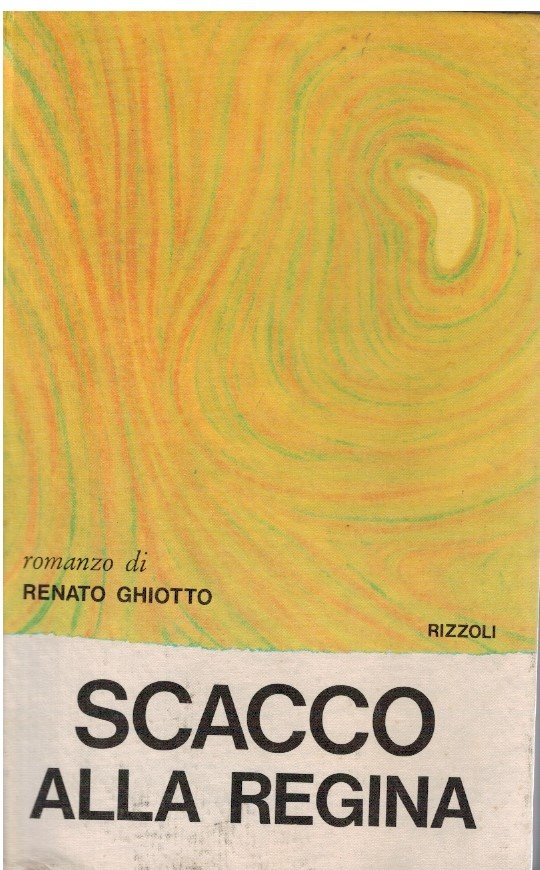 romanzo di
RENATO GHIOTTO
RIZZOLI
SCACCO
ALLA REGINA